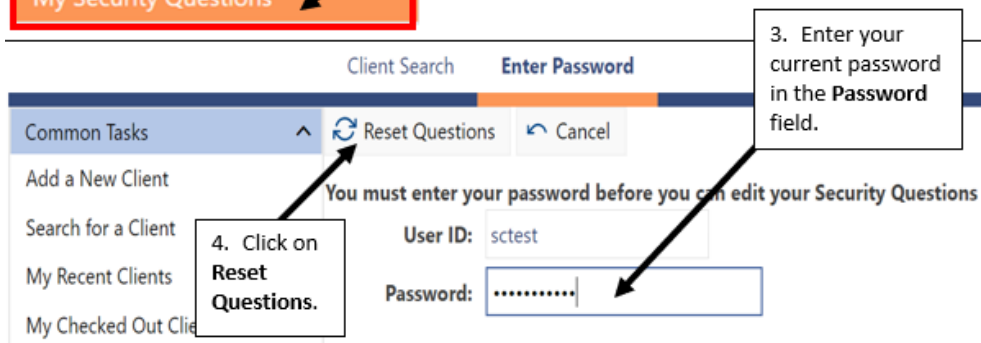 My Security Questions
3. Enter your
current password
in the Password
field.
Client Search Enter Password
Common Tasks
Reset Questions Cancel
Add a New Client
You must enter your password before you can edit your Security Questions
Search for a Client
User ID: sctest
4. Click on
Reset
Questions.
My Recent Clients
Password: •••••••••••
My Checked Out Clie